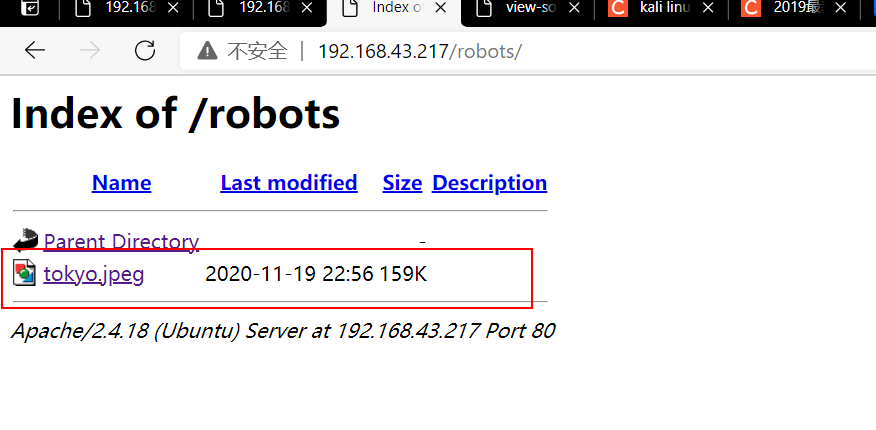 192.168 192.168 Index of view-so kali linu 2019最
不安全 | 192.168.43.217/robots/
Index of /robots
Name Last modified Size Description
Parent Directory -
tokyo.jpeg 2020-11-19 22:56 159K
Apache/2.4.18 (Ubuntu) Server at 192.168.43.217 Port 80